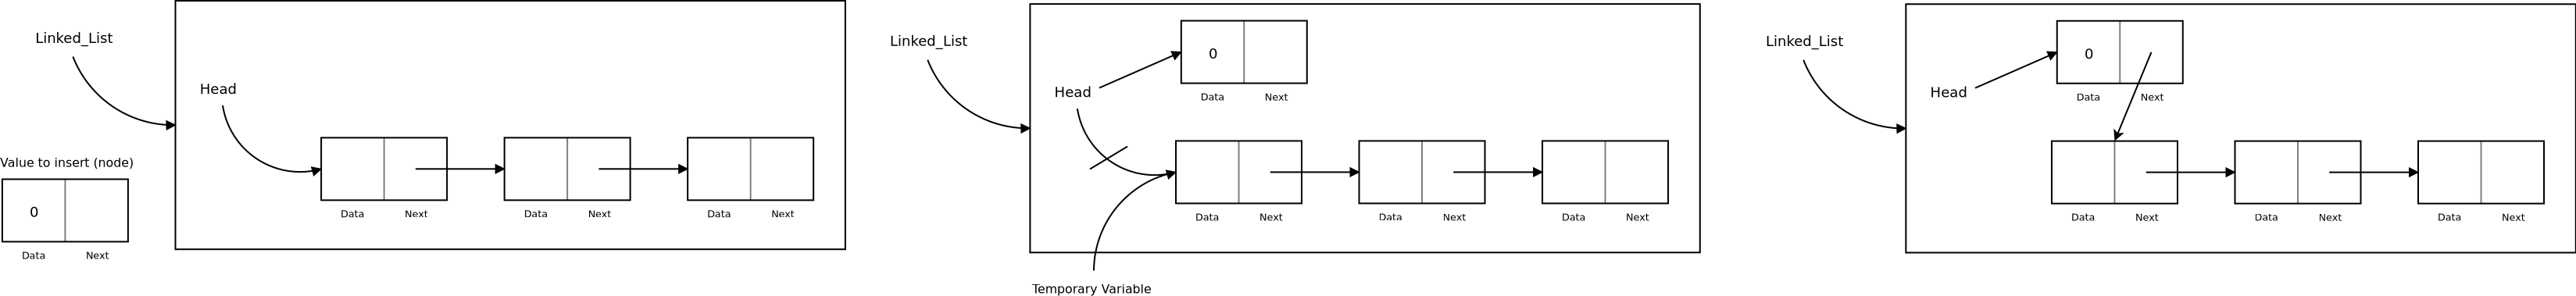 Linked_List
Head
Data Next Data Next Data Next
Value to insert (node)
0
Data Next
Linked_List
0
Data Next
Head
Data Next Data Next Data Next
Temporary Variable
Linked_List
0
Data Next
Head
Data Next Data Next Data Next